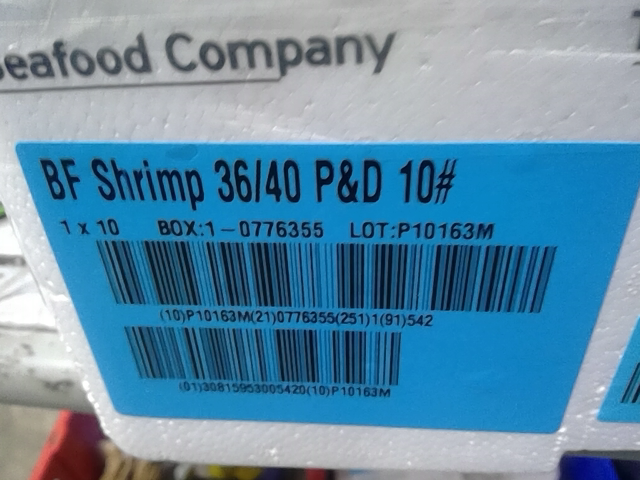 Seafood Company
BF Shrimp 36/40 P&D 10#
1 x 10 BOX:1-0776355 LOT:P10163M
(10)P10163M(21)0776355(251)1(91)542
(01)30815953005420(10)P10163M